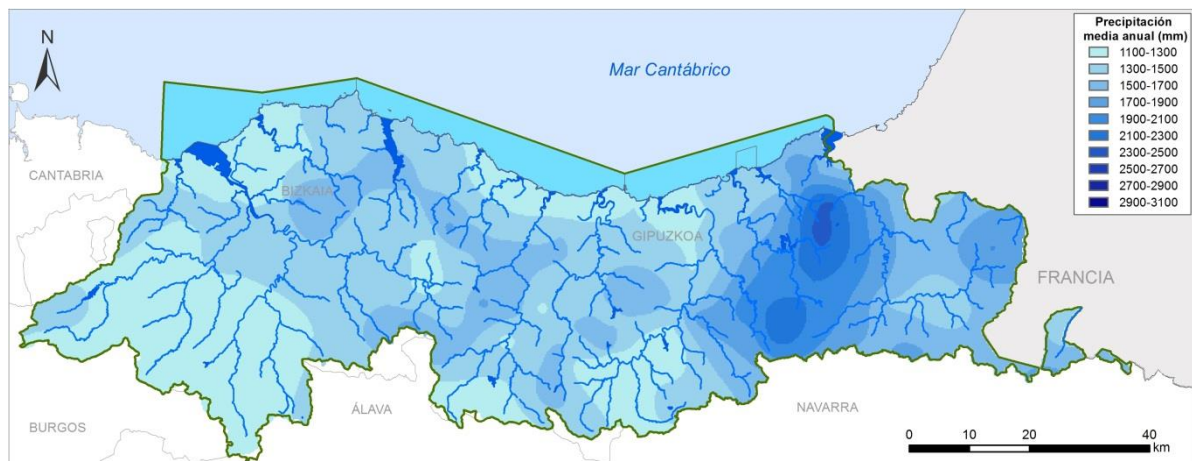 N
Mar Cantábrico
Precipitación
media anual (mm)
1100-1300
1300-1500
1500-1700
1700-1900
1900-2100
2100-2300
2300-2500
2500-2700
2700-2900
2900-3100
CANTABRIA
BIZKAIA
GIPUZKOA
FRANCIA
BURGOS
ÁLAVA
NAVARRA
0 10 20 30 40
km